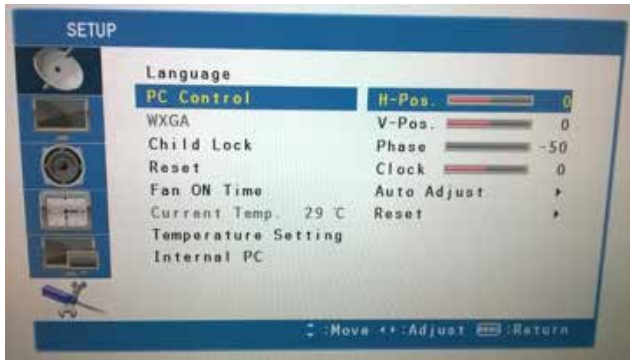 SETUP
Language
PC Control
WXGA
Child Lock
Reset
Fan ON Time
Current Temp. 29 ℃
Temperature Setting
Internal PC
H-Pos. 0
V-Pos. 0
Phase -50
Clock 0
Auto Adjust
Reset
:Move :Adjust :Return